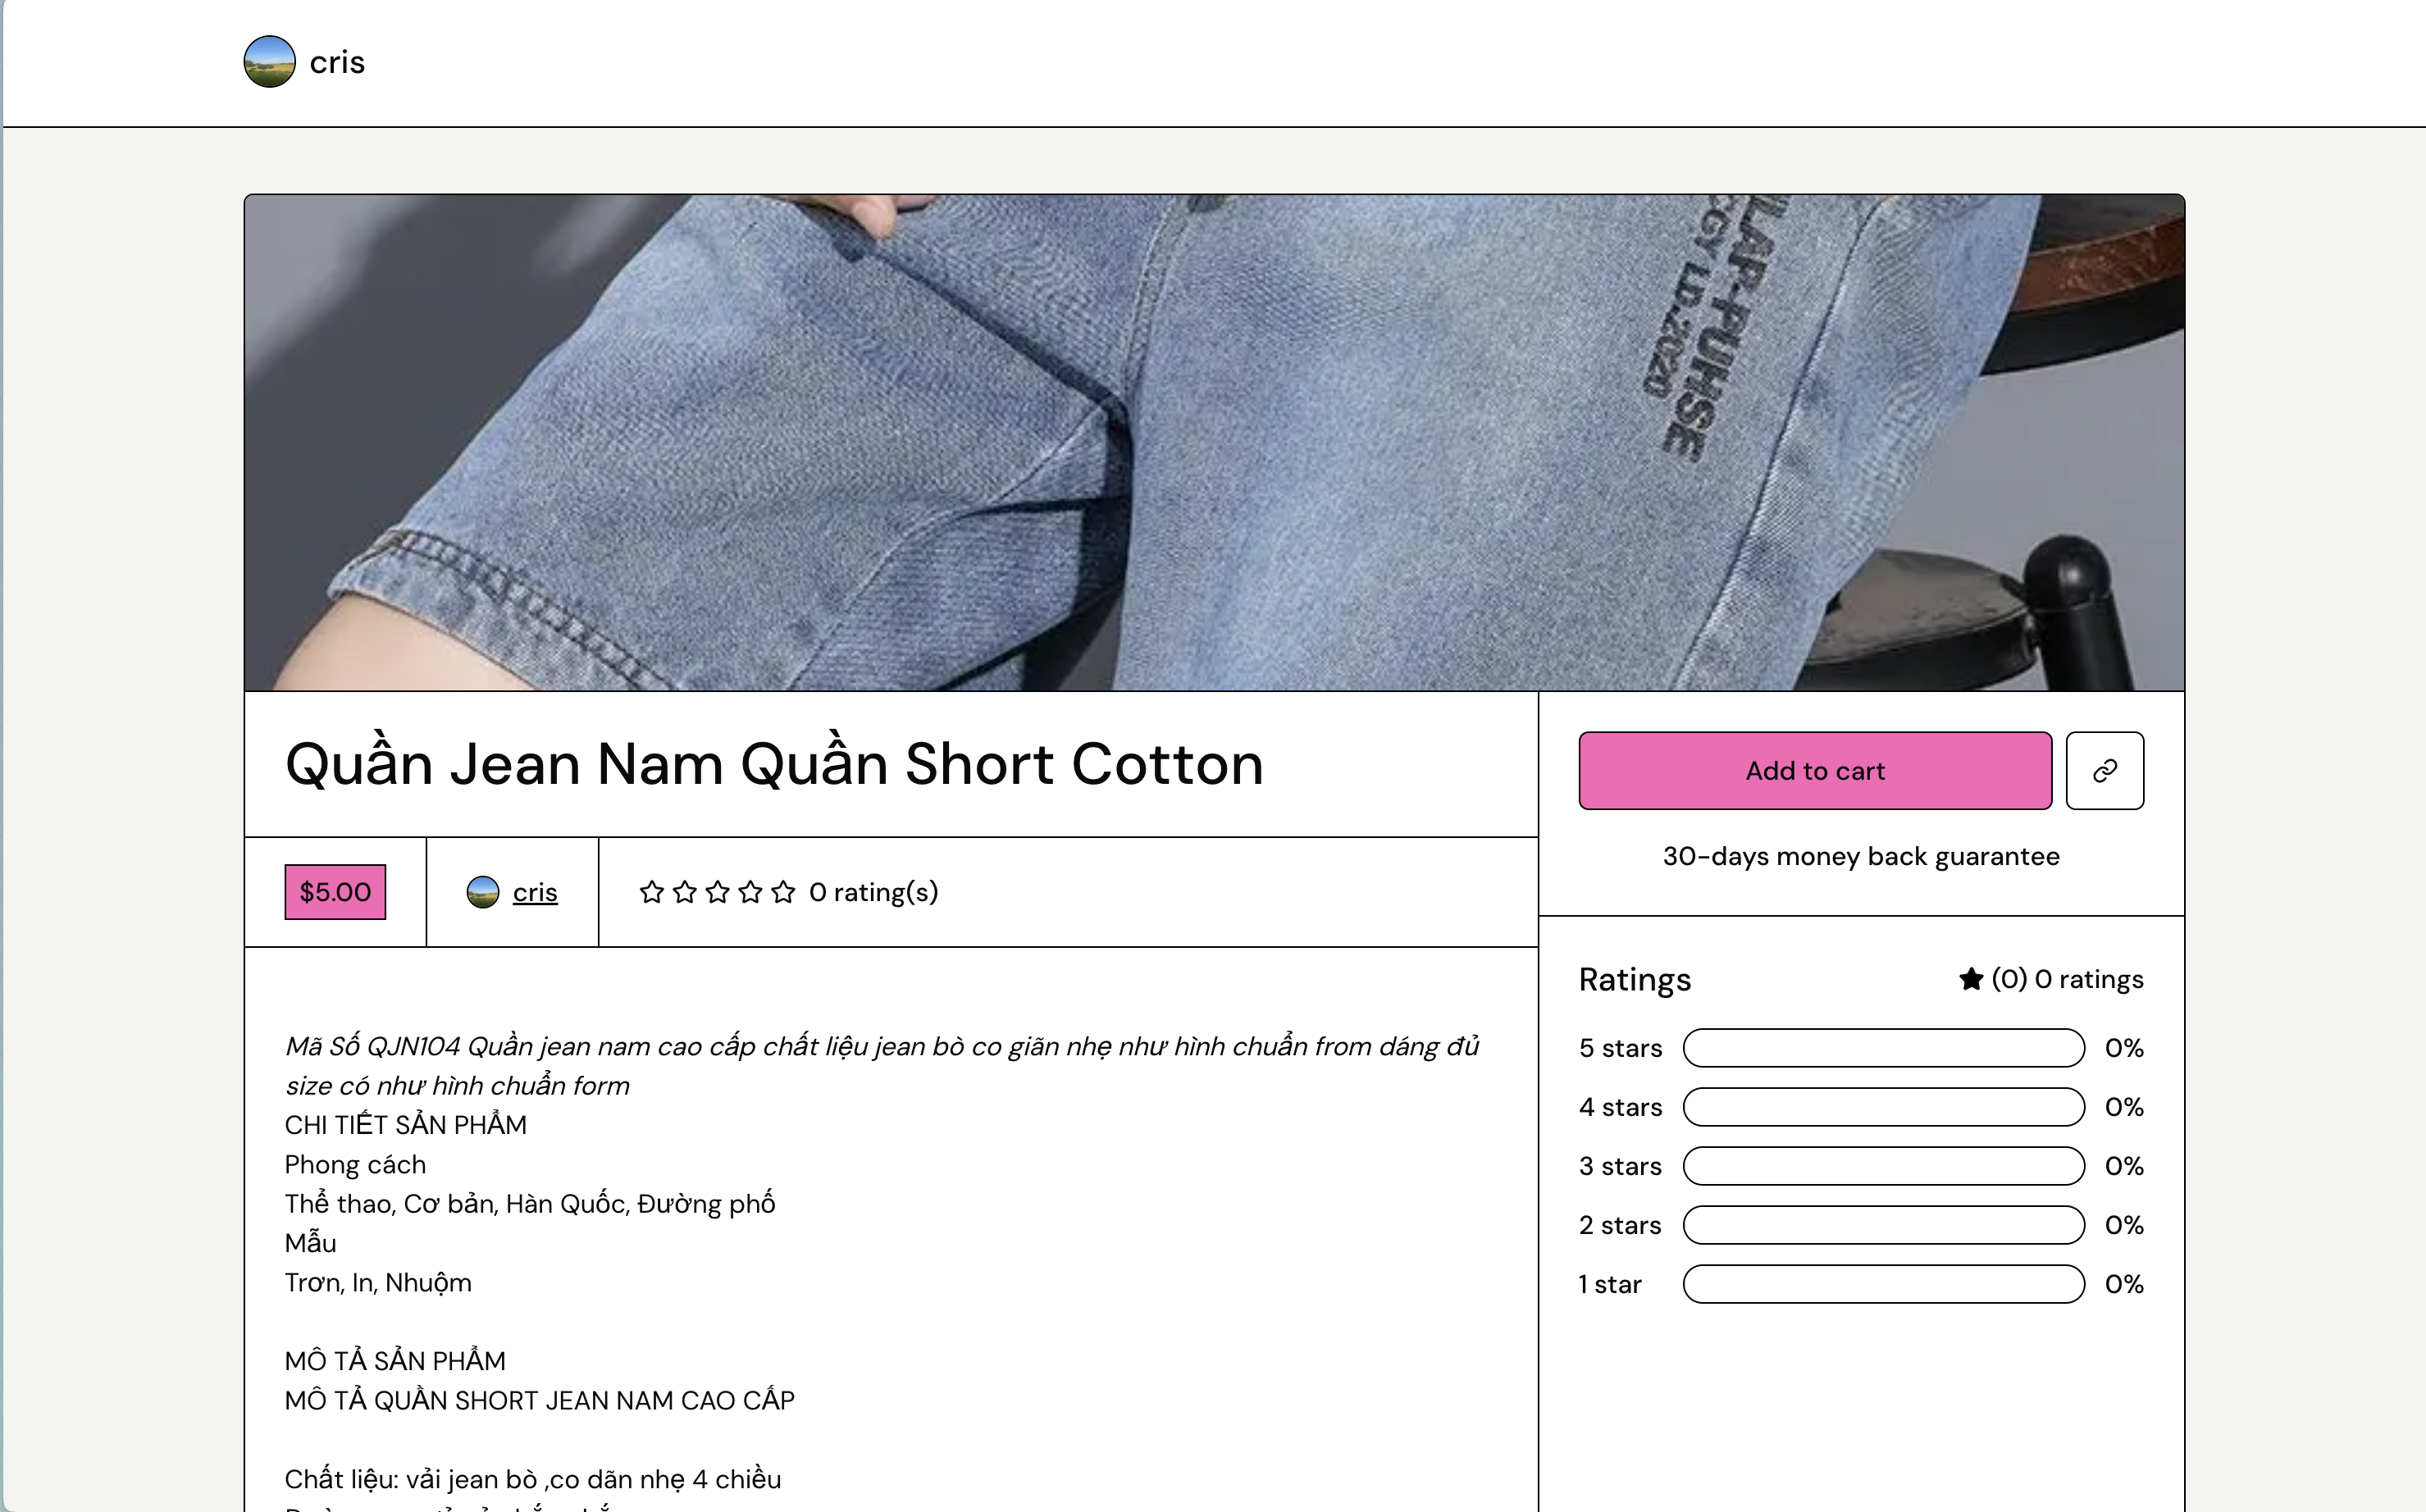 cris
LAP-PUHSE
GY LD.2020
Quần Jean Nam Quần Short Cotton
Add to cart
30-days money back guarantee
$5.00
cris
0 rating(s)
Ratings
(0) 0 ratings
5 stars 0%
4 stars 0%
3 stars 0%
2 stars 0%
1 star 0%
Mã Số QJN104 Quần jean nam cao cấp chất liệu jean bò co giãn nhẹ như hình chuẩn from dáng đủ
size có như hình chuẩn form
CHI TIẾT SẢN PHẨM
Phong cách
Thể thao, Cơ bản, Hàn Quốc, Đường phố
Mẫu
Trơn, In, Nhuộm
MÔ TẢ SẢN PHẨM
MÔ TẢ QUẦN SHORT JEAN NAM CAO CẤP
Chất liệu: vải jean bò ,co dãn nhẹ 4 chiều